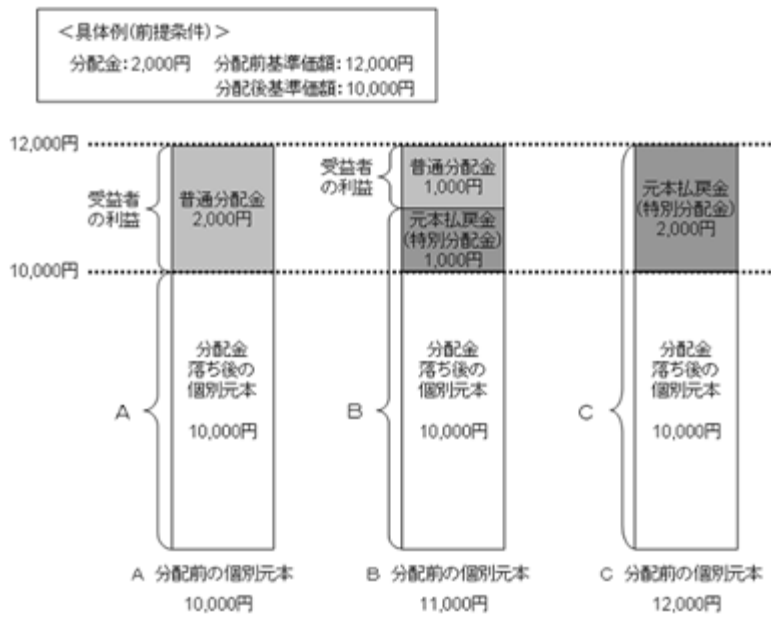 ＜具体例(前提条件)＞
分配金:2,000円 分配前基準価額:12,000円
分配後基準価額:10,000円
12,000円
受益者
の利益
普通分配金
2,000円
受益者
の利益
普通分配金
1,000円
元本払戻金
(特別分配金)
1,000円
元本払戻金
(特別分配金)
2,000円
10,000円
A
分配金
落ち後の
個別元本
10,000円
B
分配金
落ち後の
個別元本
10,000円
C
分配金
落ち後の
個別元本
10,000円
A 分配前の個別元本
10,000円
B 分配前の個別元本
11,000円
C 分配前の個別元本
12,000円